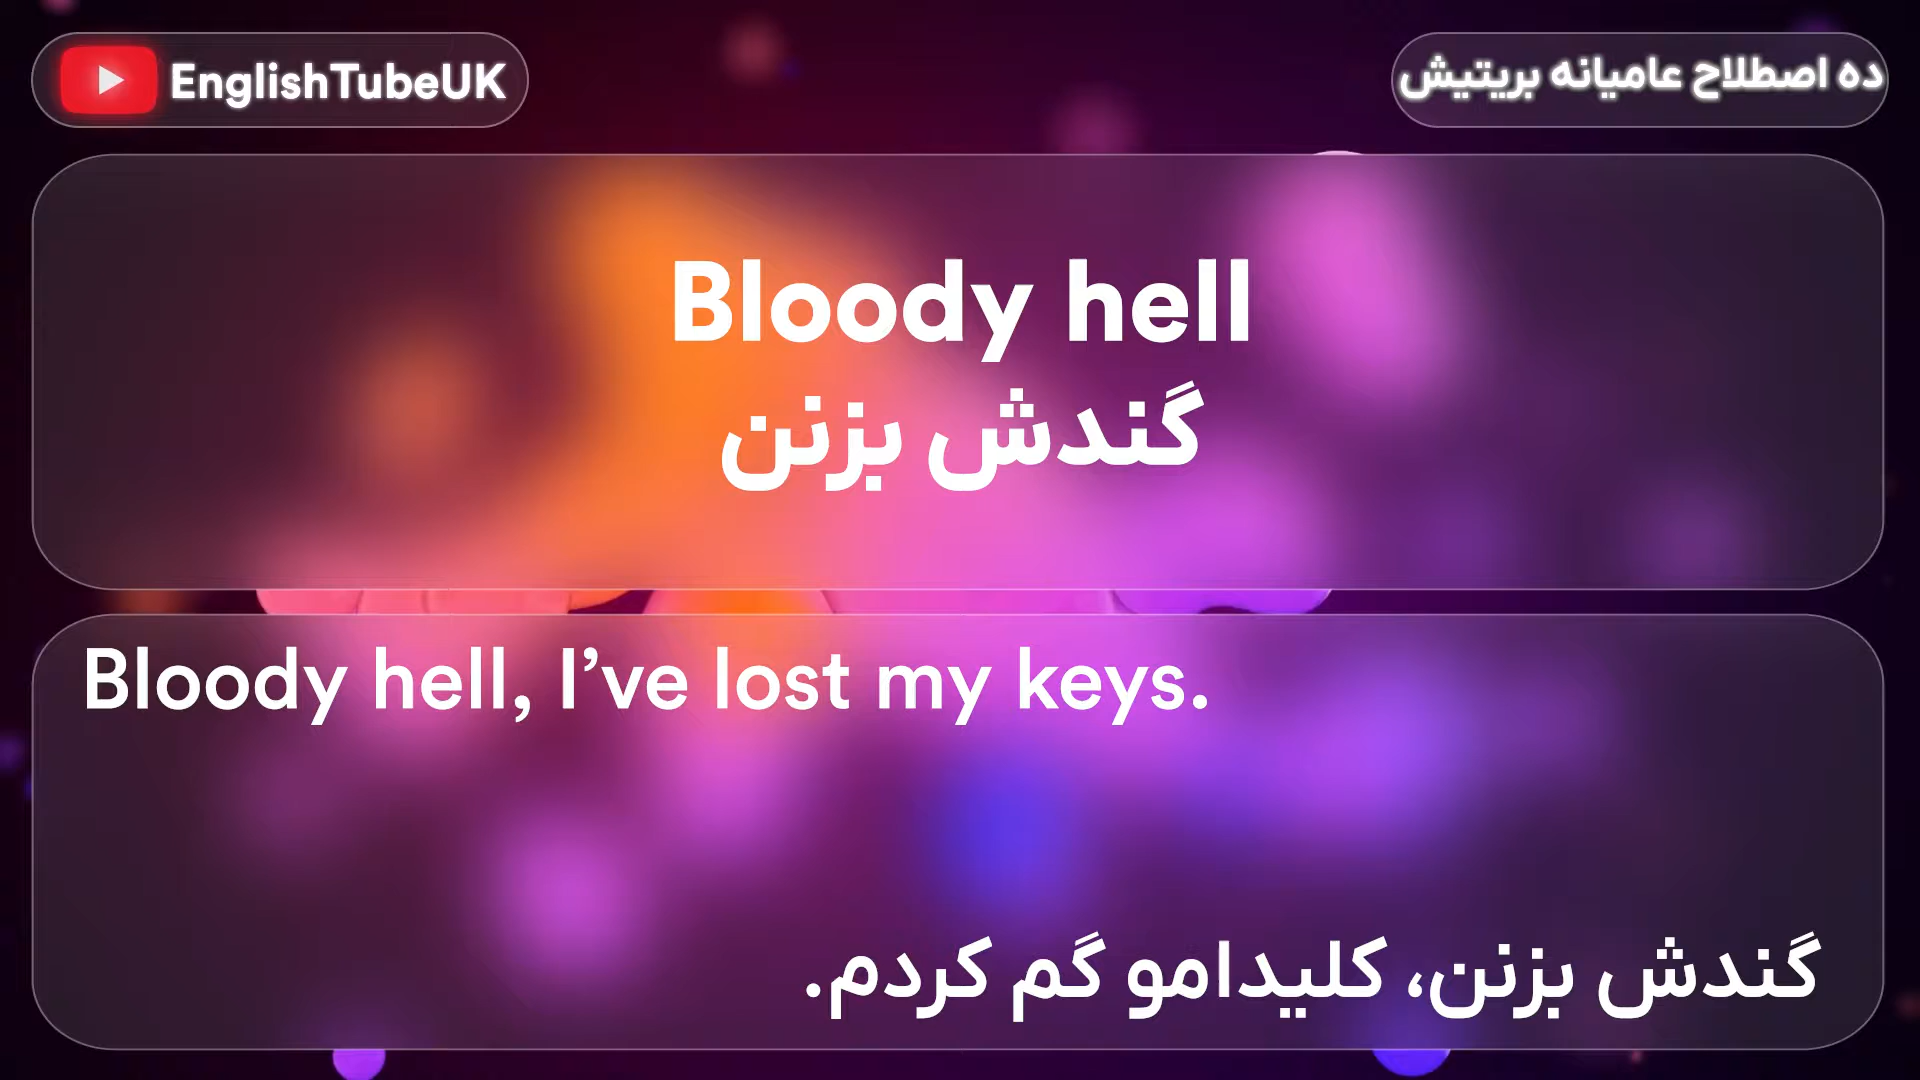 EnglishTubeUK
ده اصطلاح عامیانه بریتیش
Bloody hell
گندش بزنن
Bloody hell, I’ve lost my keys.
گندش بزنن، کلیدامو گم کردم.